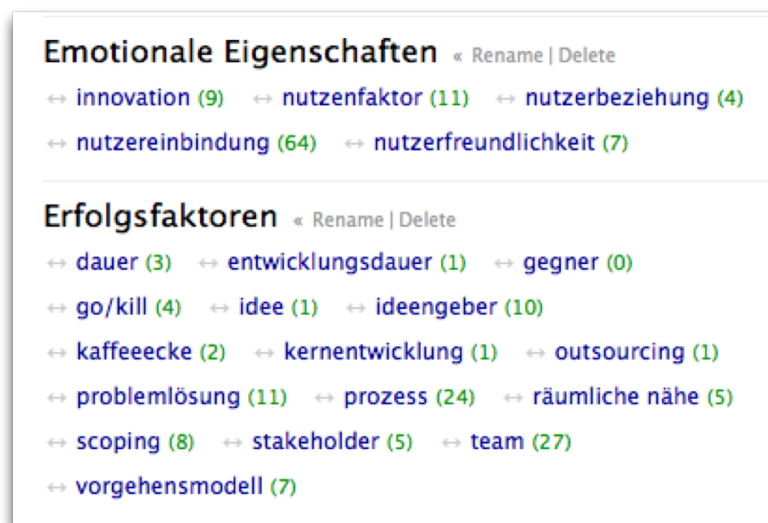 Emotionale Eigenschaften « Rename | Delete
↔ innovation (9) ↔ nutzenfaktor (11) ↔ nutzerbeziehung (4)
↔ nutzereinbindung (64) ↔ nutzerfreundlichkeit (7)
Erfolgsfaktoren « Rename | Delete
↔ dauer (3) ↔ entwicklungsdauer (1) ↔ gegner (0)
↔ go/kill (4) ↔ idee (1) ↔ ideengeber (10)
↔ kaffeeecke (2) ↔ kernentwicklung (1) ↔ outsourcing (1)
↔ problemlösung (11) ↔ prozess (24) ↔ räumliche nähe (5)
↔ scoping (8) ↔ stakeholder (5) ↔ team (27)
↔ vorgehensmodell (7)